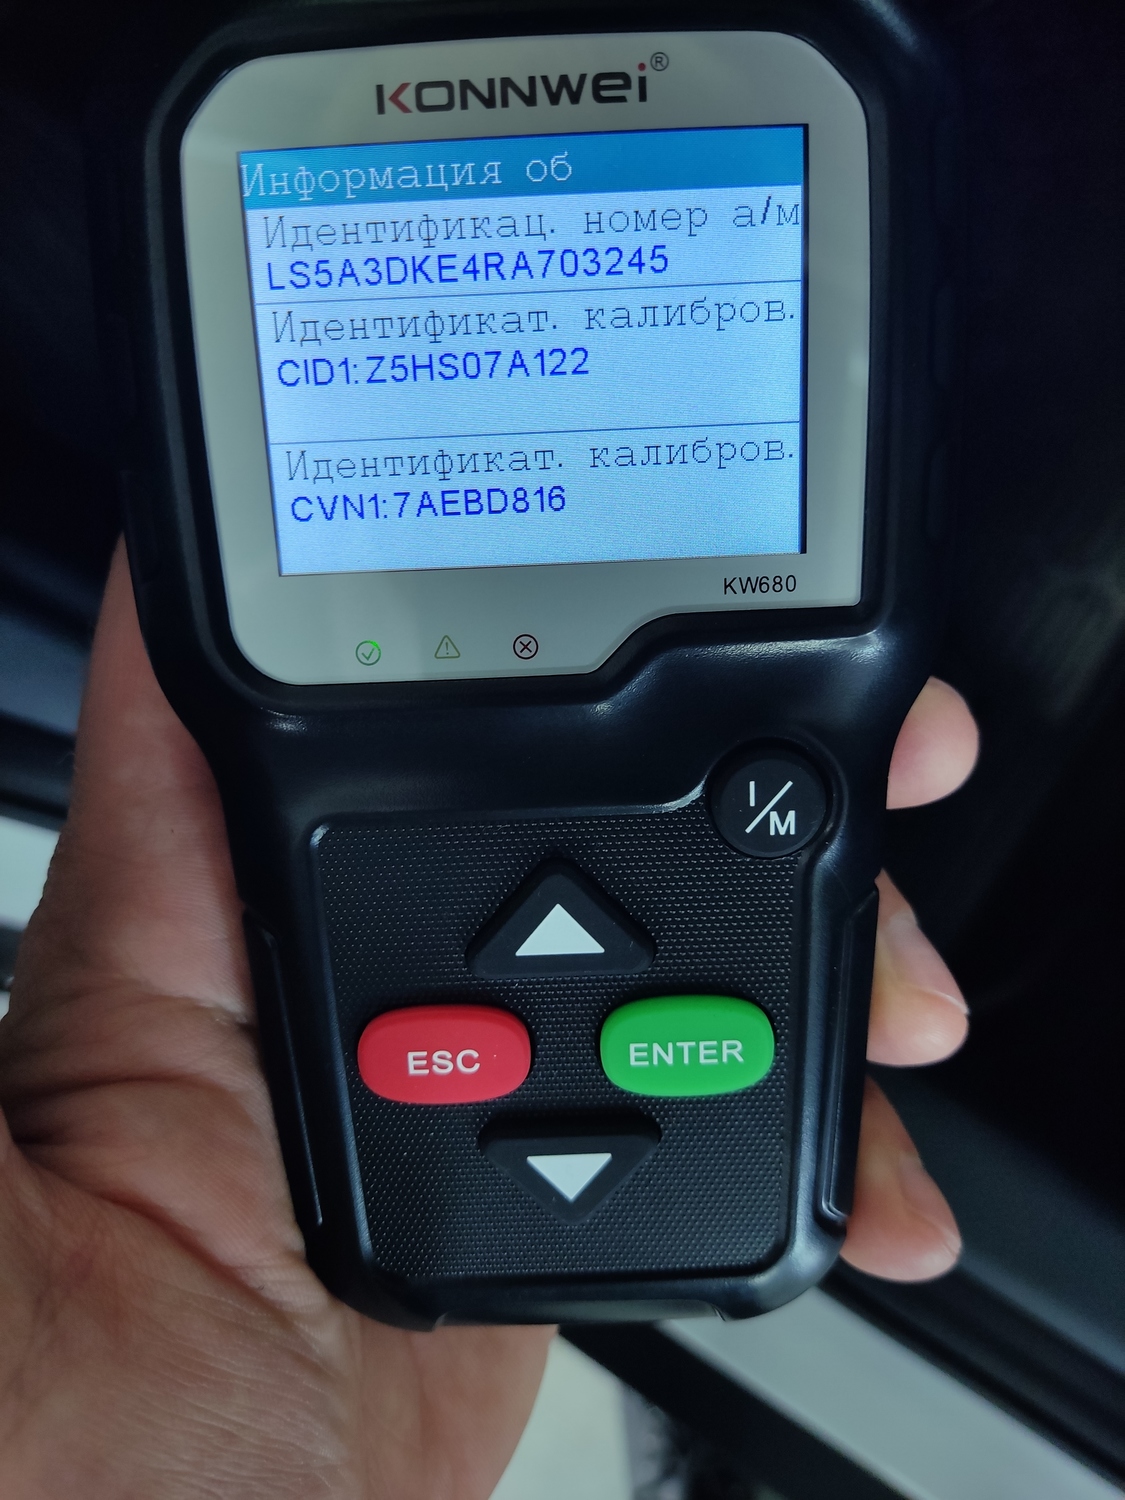 KONNWei®
Информация об
Идентификац. номер а/м
LS5A3DKE4RA703245
Идентификат. калибров.
CID1:Z5HS07A122
Идентификат. калибров.
CVN1:7AEBD816
KW680
I/M
ESC
ENTER